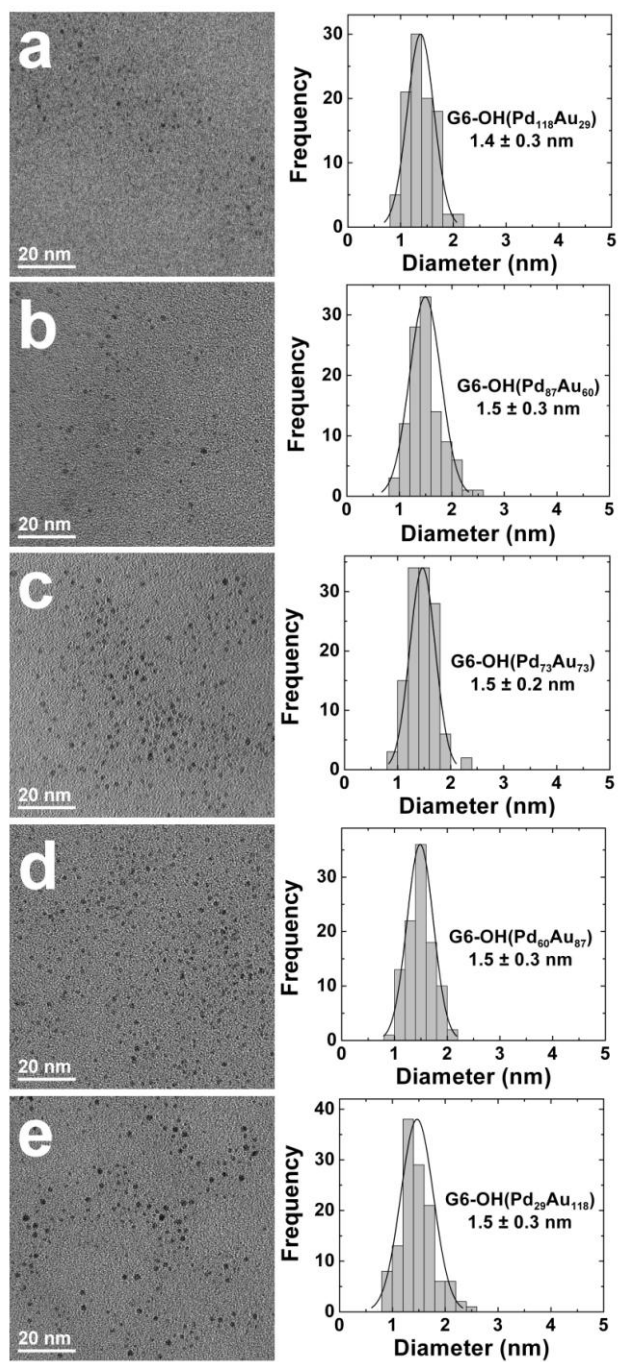 a
20 nm
Frequency
30
20
10
0
G6-OH(Pd₁₁₈Au₂₉)
1.4 ± 0.3 nm
0 1 2 3 4 5
Diameter (nm)
b
20 nm
Frequency
30
20
10
0
G6-OH(Pd₈₇Au₆₀)
1.5 ± 0.3 nm
0 1 2 3 4 5
Diameter (nm)
c
20 nm
Frequency
30
20
10
0
G6-OH(Pd₇₃Au₇₃)
1.5 ± 0.2 nm
0 1 2 3 4 5
Diameter (nm)
d
20 nm
Frequency
30
20
10
0
G6-OH(Pd₆₀Au₈₇)
1.5 ± 0.3 nm
0 1 2 3 4 5
Diameter (nm)
e
20 nm
Frequency
40
30
20
10
0
G6-OH(Pd₂₉Au₁₁₈)
1.5 ± 0.3 nm
0 1 2 3 4 5
Diameter (nm)